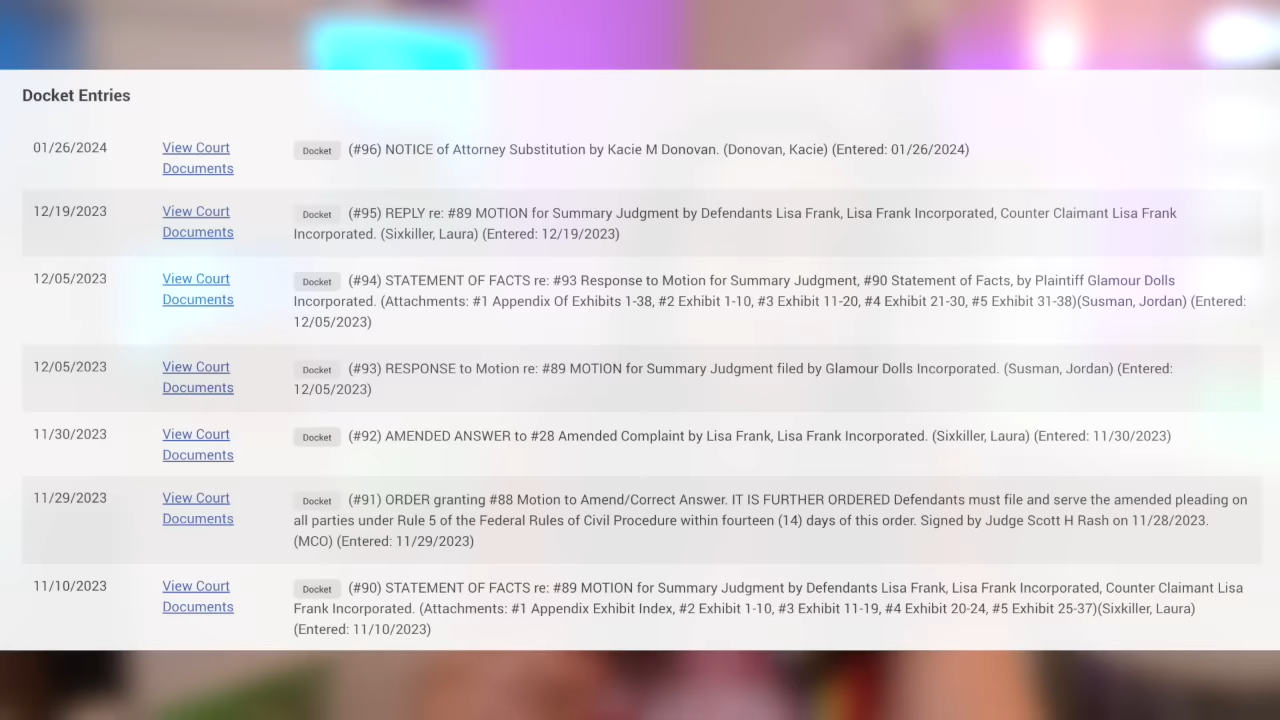 Docket Entries
01/26/2024 View Court Documents Docket (#96) NOTICE of Attorney Substitution by Kacie M Donovan. (Donovan, Kacie) (Entered: 01/26/2024)
12/19/2023 View Court Documents Docket (#95) REPLY re: #89 MOTION for Summary Judgment by Defendants Lisa Frank, Lisa Frank Incorporated, Counter Claimant Lisa Frank
Incorporated. (Sixkiller, Laura) (Entered: 12/19/2023)
12/05/2023 View Court Documents Docket (#94) STATEMENT OF FACTS re: #93 Response to Motion for Summary Judgment, #90 Statement of Facts, by Plaintiff Glamour Dolls
Incorporated. (Attachments: #1 Appendix Of Exhibits 1-38, #2 Exhibit 1-10, #3 Exhibit 11-20, #4 Exhibit 21-30, #5 Exhibit 31-38)(Susman, Jordan) (Entered:
12/05/2023)
12/05/2023 View Court Documents Docket (#93) RESPONSE to Motion re: #89 MOTION for Summary Judgment filed by Glamour Dolls Incorporated. (Susman, Jordan) (Entered:
12/05/2023)
11/30/2023 View Court Documents Docket (#92) AMENDED ANSWER to #28 Amended Complaint by Lisa Frank, Lisa Frank Incorporated. (Sixkiller, Laura) (Entered: 11/30/2023)
11/29/2023 View Court Documents Docket (#91) ORDER granting #88 Motion to Amend/Correct Answer. IT IS FURTHER ORDERED Defendants must file and serve the amended pleading on
all parties under Rule 5 of the Federal Rules of Civil Procedure within fourteen (14) days of this order. Signed by Judge Scott H Rash on 11/28/2023.
(MCO) (Entered: 11/29/2023)
11/10/2023 View Court Documents Docket (#90) STATEMENT OF FACTS re: #89 MOTION for Summary Judgment by Defendants Lisa Frank, Lisa Frank Incorporated, Counter Claimant Lisa
Frank Incorporated. (Attachments: #1 Appendix Exhibit Index, #2 Exhibit 1-10, #3 Exhibit 11-19, #4 Exhibit 20-24, #5 Exhibit 25-37)(Sixkiller, Laura)
(Entered: 11/10/2023)